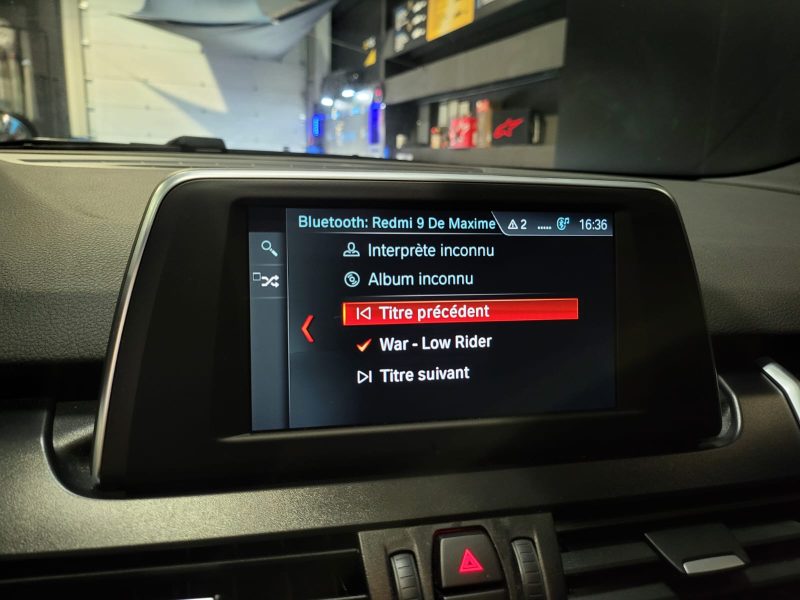 Bluetooth: Redmi 9 De Maxime 2 16:36
Interprète inconnu
Album inconnu
Titre précédent
War - Low Rider
Titre suivant